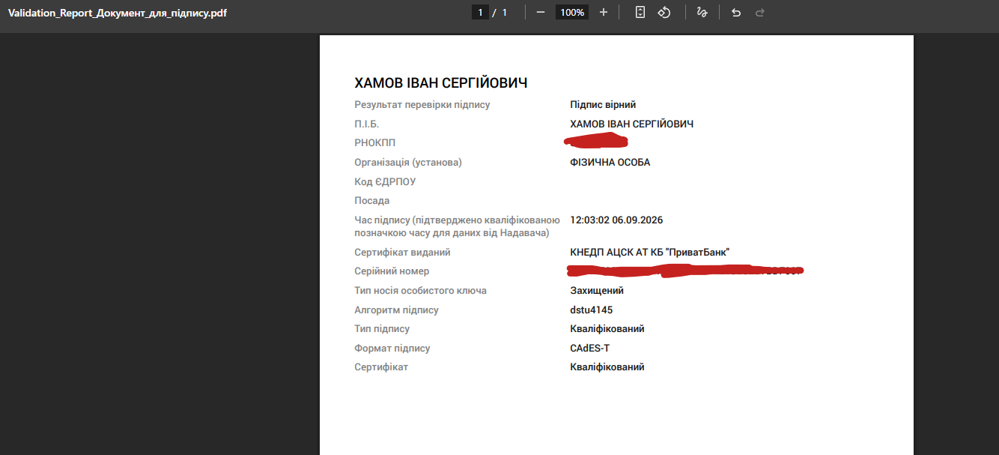 Validation_Report_Документ_для_підпису.pdf
1 / 1
100%
ХАМОВ ІВАН СЕРГІЙОВИЧ
Результат перевірки підпису Підпис вірний
П.І.Б. ХАМОВ ІВАН СЕРГІЙОВИЧ
РНОКПП
Організація (установа) ФІЗИЧНА ОСОБА
Код ЄДРПОУ
Посада
Час підпису (підтверджено кваліфікованою 12:03:02 06.09.2026
позначкою часу для даних від Надавача)
Сертифікат виданий КНЕДП АЦСК АТ КБ "ПриватБанк"
Серійний номер
Тип носія особистого ключа Захищений
Алгоритм підпису dstu4145
Тип підпису Кваліфікований
Формат підпису CAdES-T
Сертифікат Кваліфікований